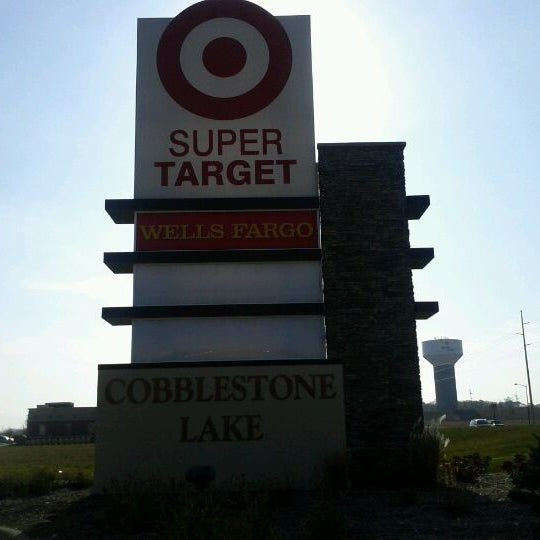 SUPER
TARGET
WELLS FARGO
COBBLESTONE
LAKE